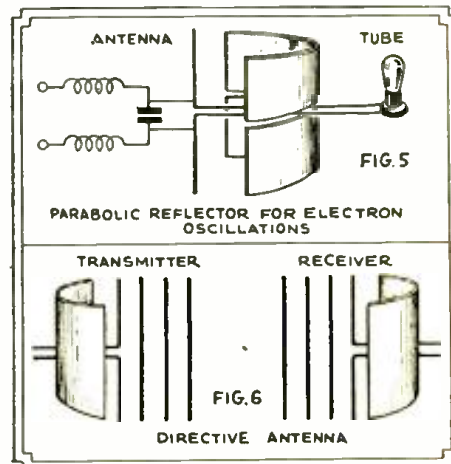 ANTENNA
TUBE
FIG.5
PARABOLIC REFLECTOR FOR ELECTRON
OSCILLATIONS
TRANSMITTER
RECEIVER
FIG.6
DIRECTIVE ANTENNA